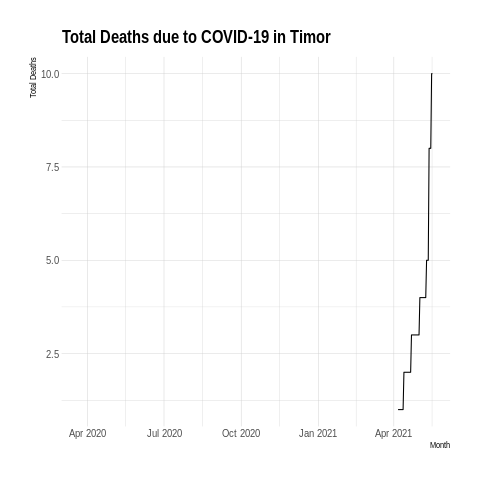 Total Deaths due to COVID-19 in Timor
Total Deaths
10.0
7.5
5.0
2.5
Apr 2020 Jul 2020 Oct 2020 Jan 2021 Apr 2021
Month